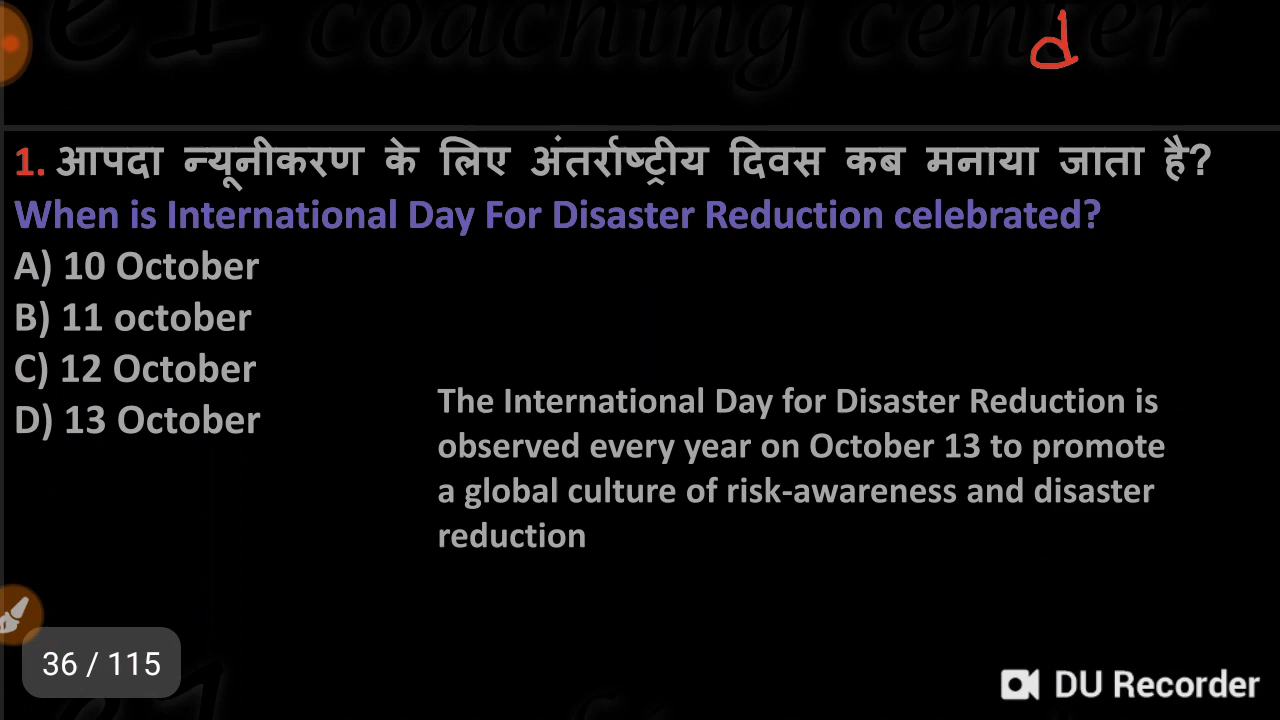 e1 coaching center
d
1. आपदा न्यूनीकरण के लिए अंतर्राष्ट्रीय दिवस कब मनाया जाता है?
When is International Day For Disaster Reduction celebrated?
A) 10 October
B) 11 october
C) 12 October
D) 13 October
The International Day for Disaster Reduction is
observed every year on October 13 to promote
a global culture of risk-awareness and disaster
reduction
36 / 115
DU Recorder